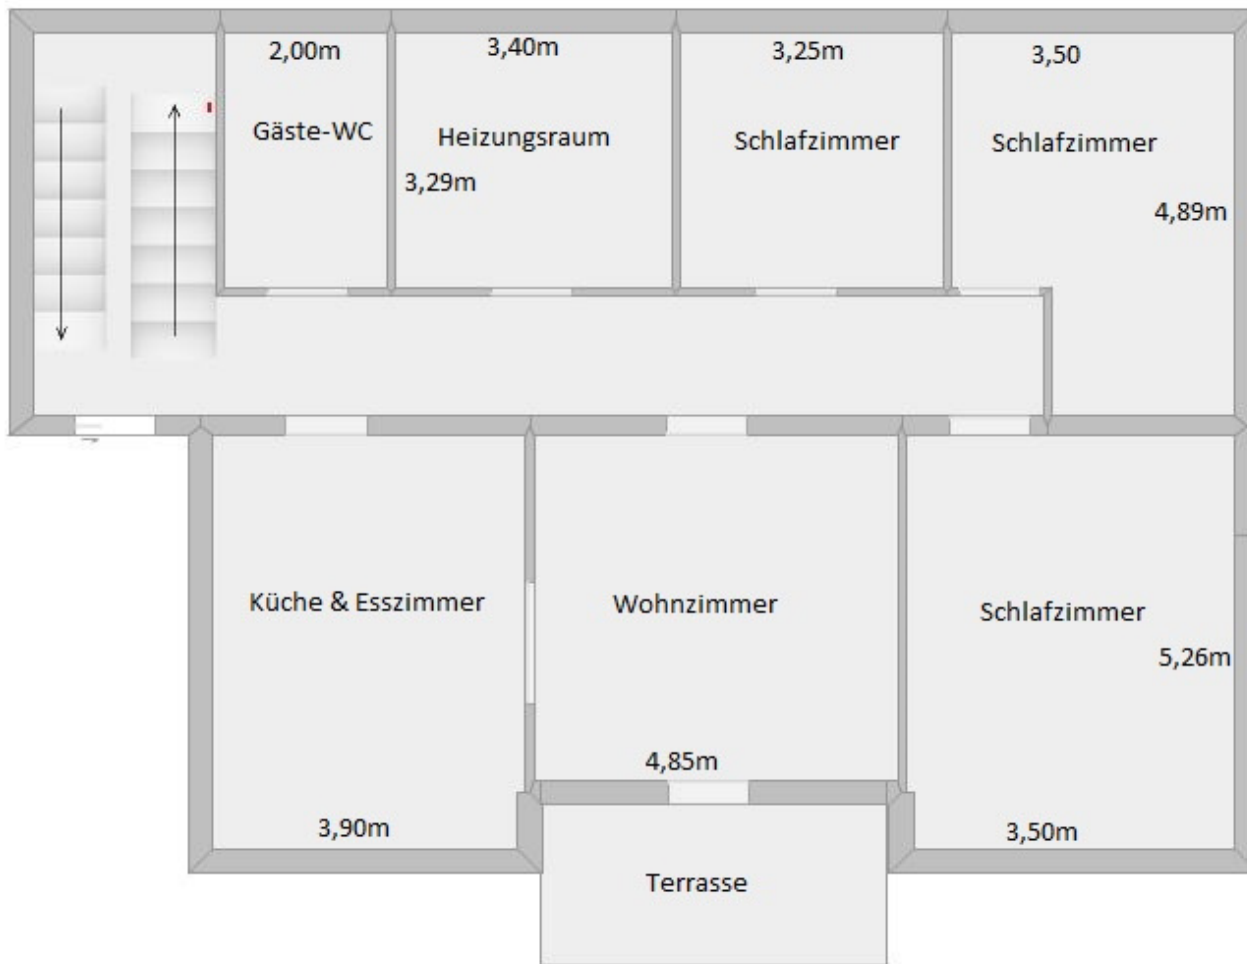 2,00m
3,40m
3,25m
3,50
Gäste-WC
Heizungsraum
Schlafzimmer
Schlafzimmer
3,29m
4,89m
Küche & Esszimmer
Wohnzimmer
Schlafzimmer
5,26m
4,85m
3,90m
3,50m
Terrasse